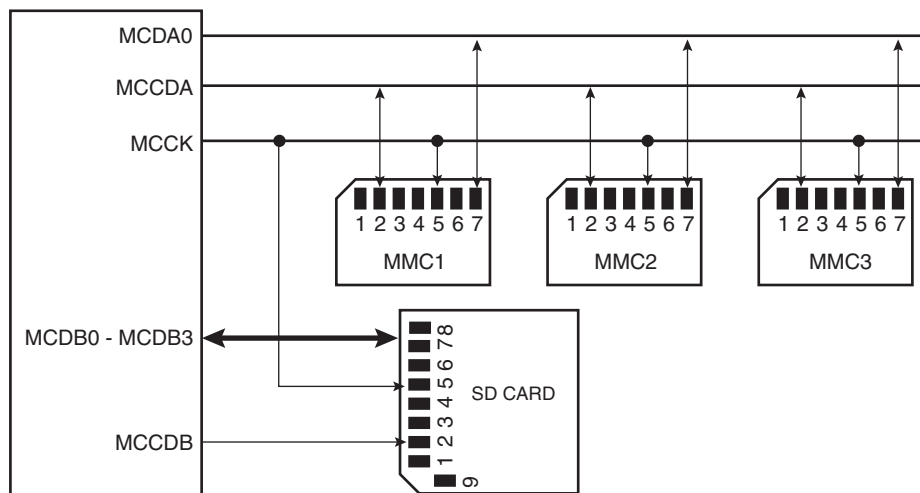 MCDA0
MCCDA
MCCK
1 2 3 4 5 6 7
MMC1
1 2 3 4 5 6 7
MMC2
1 2 3 4 5 6 7
MMC3
MCDB0 - MCDB3
MCCDB
1 2 3 4 5 6 7 8
9
SD CARD